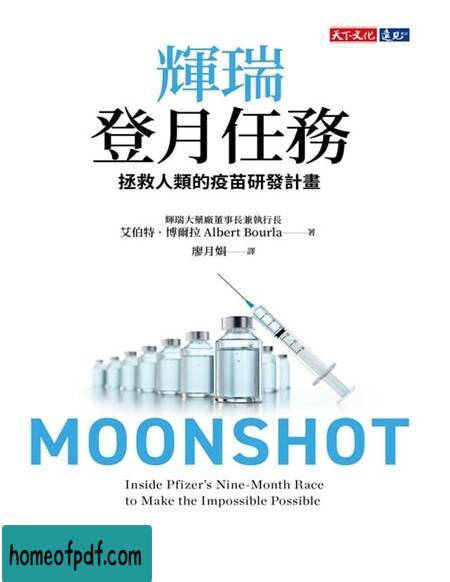 天下文化 遠見
輝瑞
登月任務
拯救人類的疫苗研發計畫
輝瑞大藥廠董事長兼執行長
艾伯特・博爾拉 Albert Bourla——著
廖月娟——譯
MOONSHOT
Inside Pfizer's Nine-Month Race
to Make the Impossible Possible
homeofpdf.com